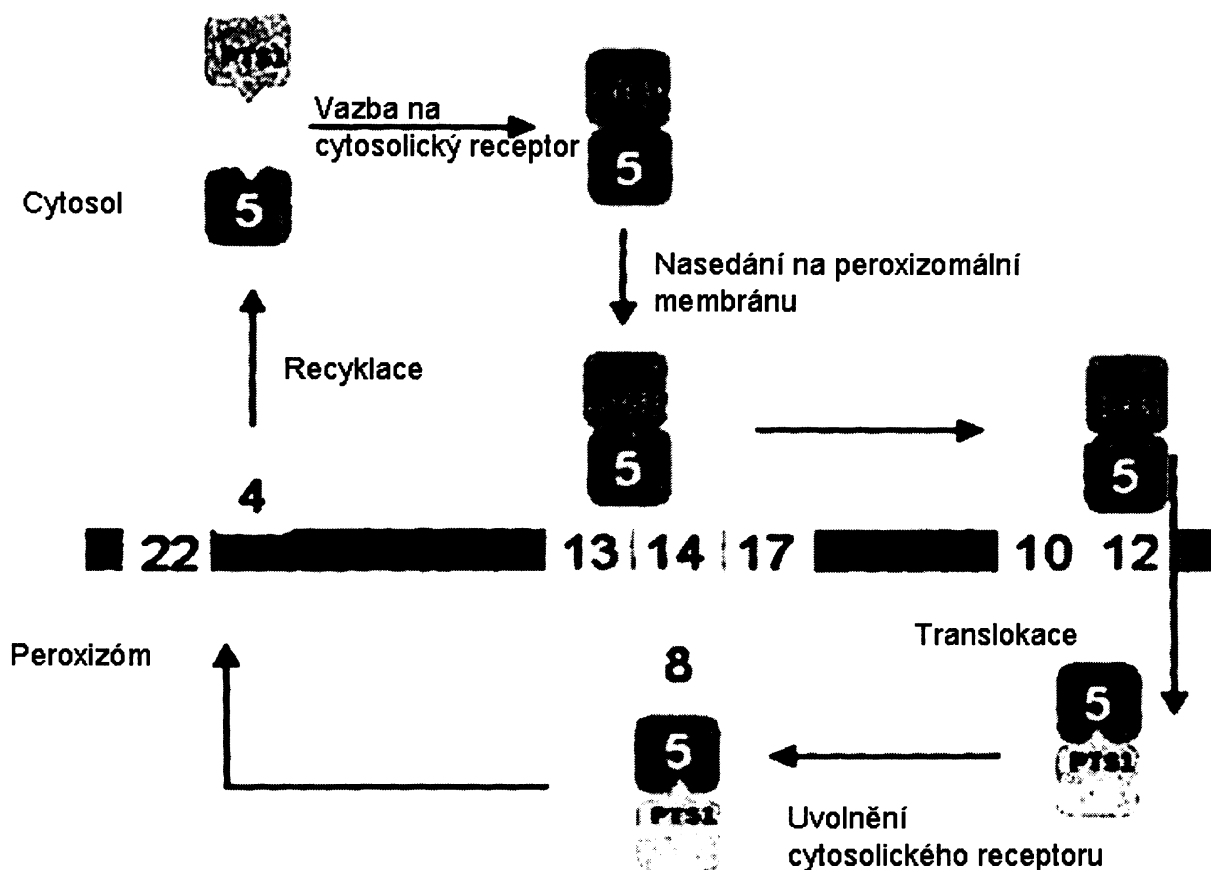 PTS1
Vazba na
cytosolický receptor
5
Cytosol
5
Nasedání na peroxizomální
membránu
Recyklace
5
5
4
22
13
14
17
10
12
Peroxizóm
Translokace
8
5
PTS1
5
PTS1
Uvolnění
cytosolického receptoru